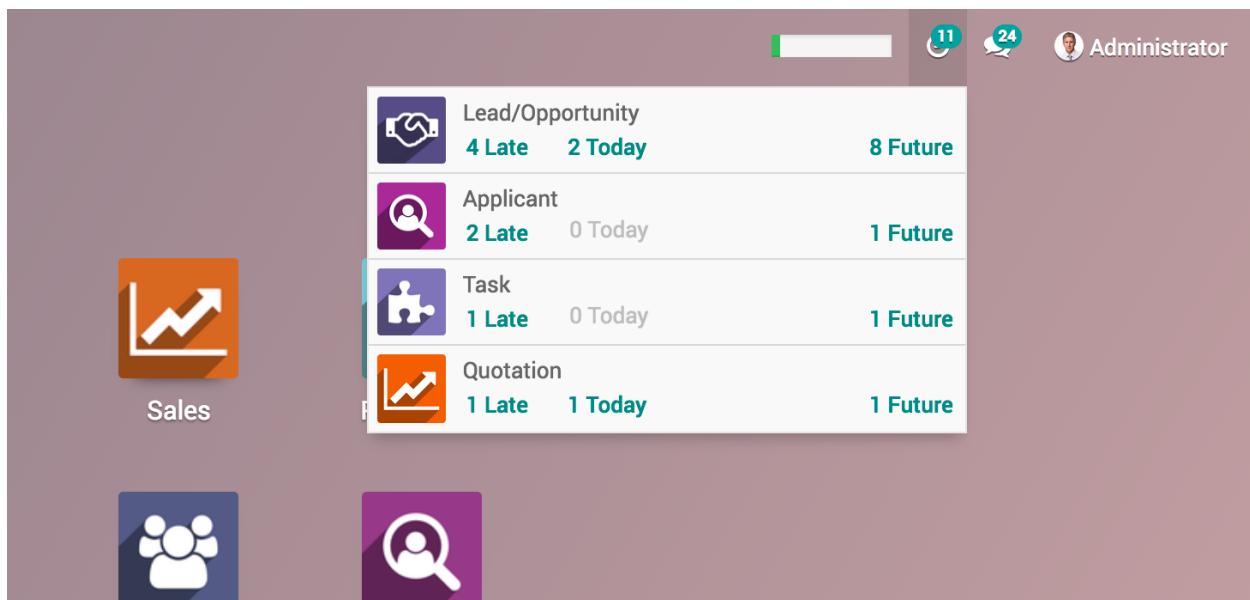 11 24 Administrator
Lead/Opportunity
4 Late 2 Today 8 Future
Applicant
2 Late 0 Today 1 Future
Task
1 Late 0 Today 1 Future
Quotation
1 Late 1 Today 1 Future
Sales